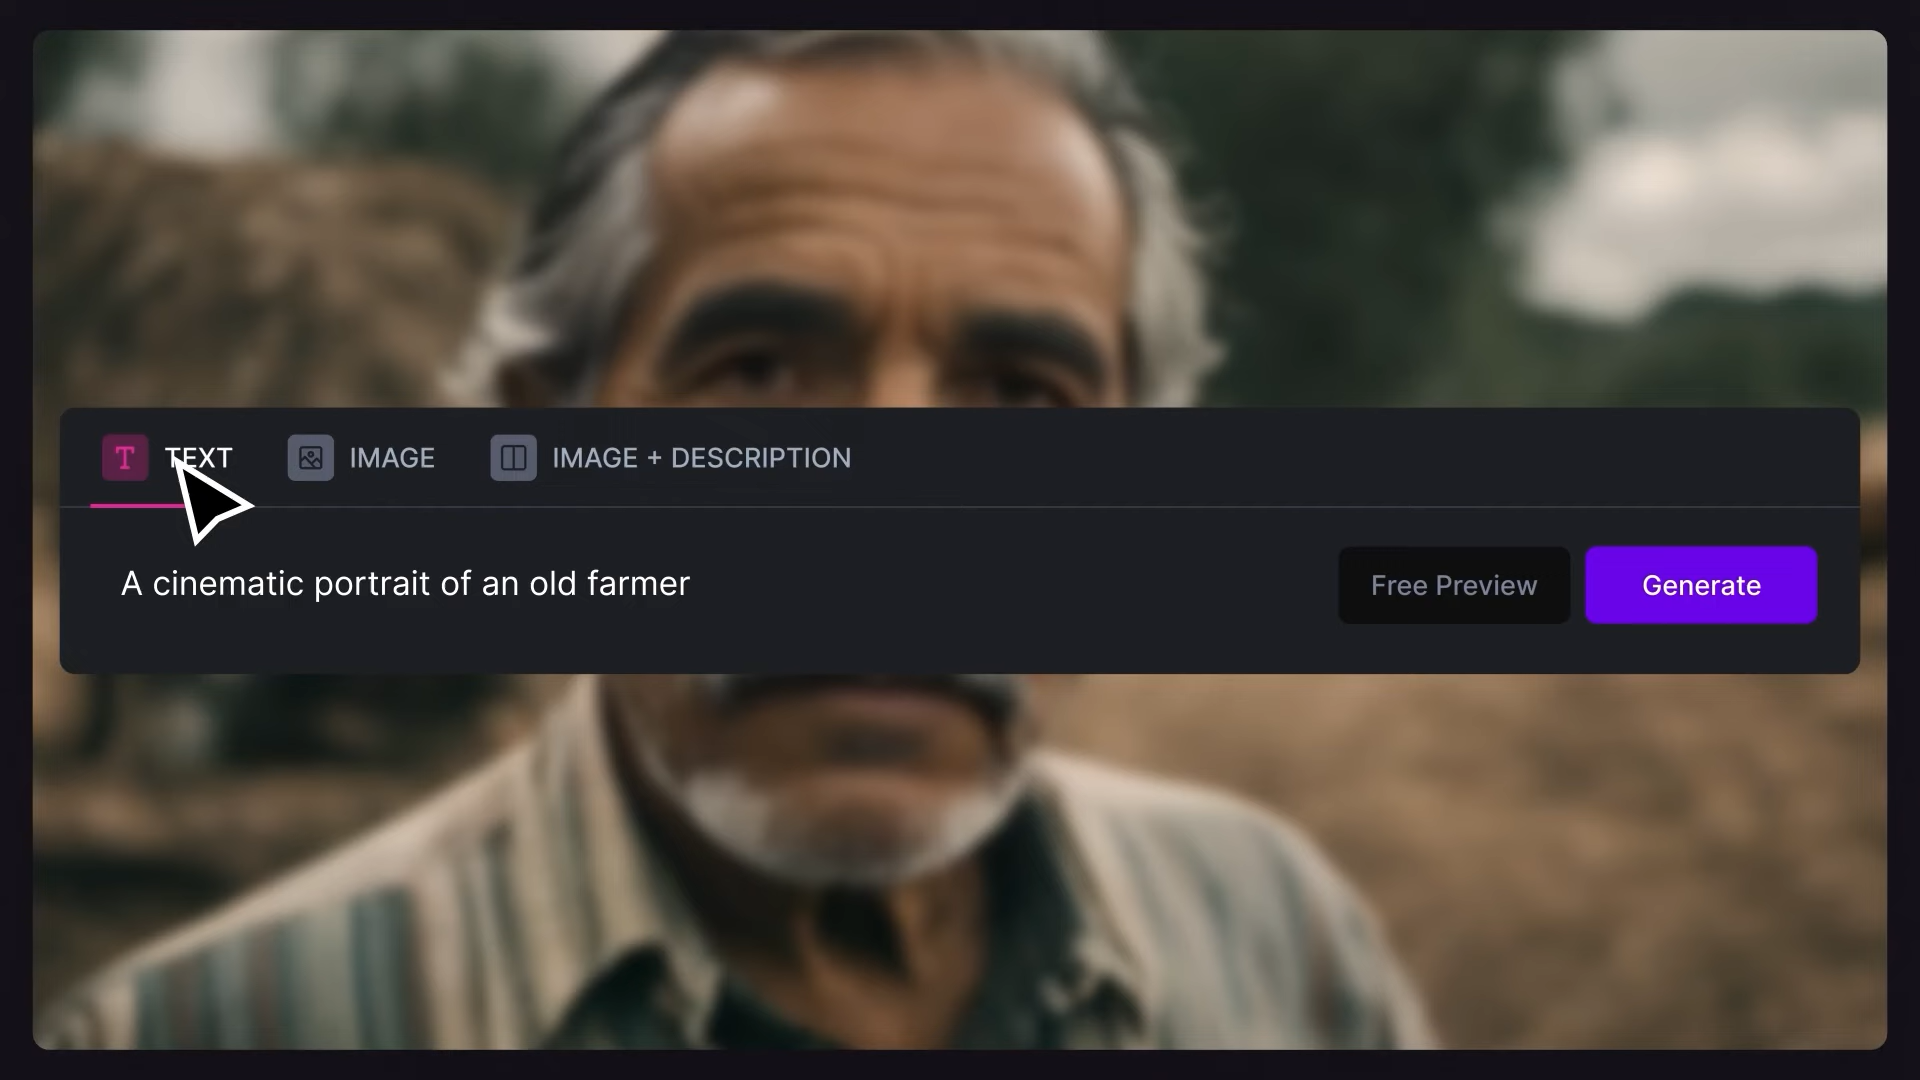 T TEXT IMAGE IMAGE + DESCRIPTION
A cinematic portrait of an old farmer
Free Preview Generate